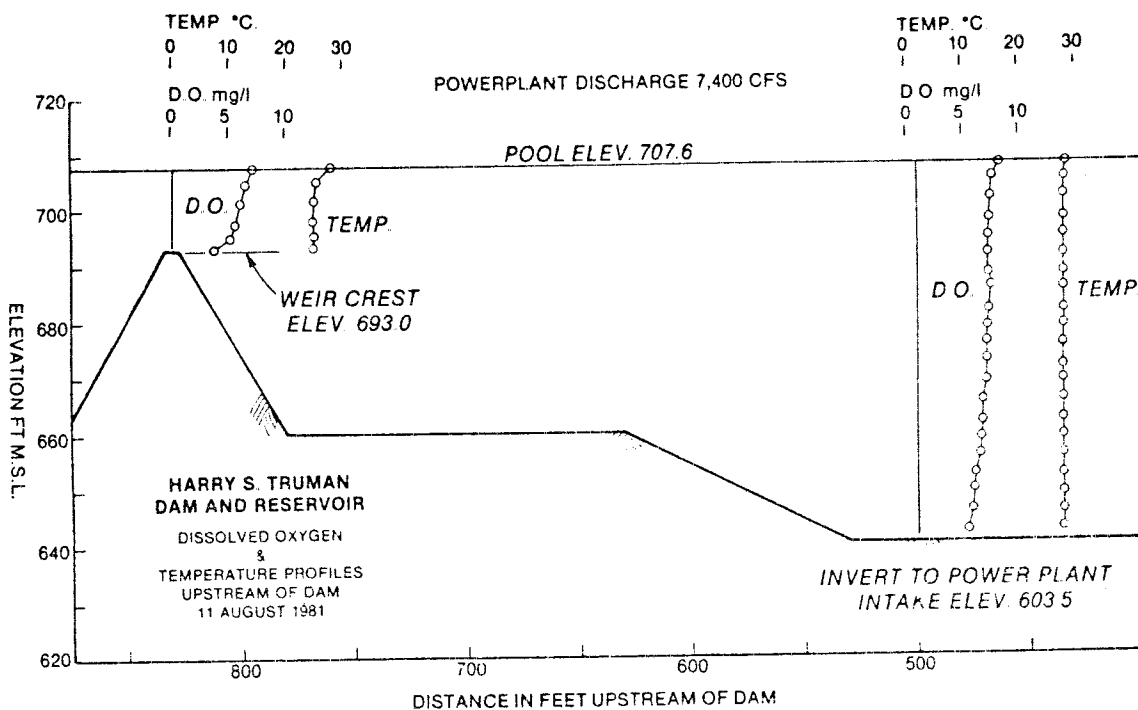 TEMP. °C.
0 10 20 30
D.O. mg/l
0 5 10
POWERPLANT DISCHARGE 7,400 CFS
TEMP. °C
0 10 20 30
D O mg/l
0 5 10
720
700
680
660
640
620
ELEVATION FT M.S.L.
POOL ELEV. 707.6
D.O.
TEMP.
WEIR CREST
ELEV. 693.0
D O.
TEMP.
HARRY S. TRUMAN
DAM AND RESERVOIR
DISSOLVED OXYGEN
&
TEMPERATURE PROFILES
UPSTREAM OF DAM
11 AUGUST 1981
INVERT TO POWER PLANT
INTAKE ELEV. 603.5
800 700 600 500
DISTANCE IN FEET UPSTREAM OF DAM